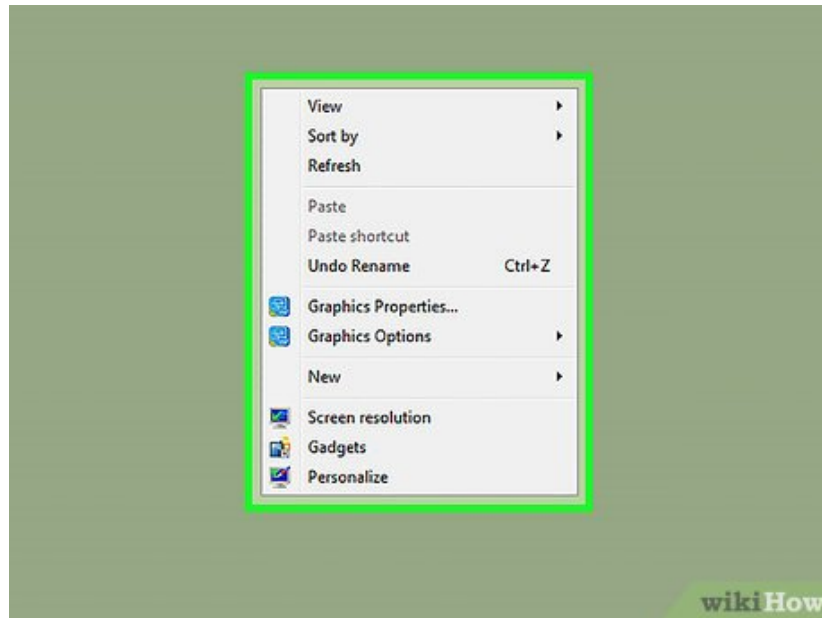 View
Sort by
Refresh
Paste
Paste shortcut
Undo Rename Ctrl+Z
Graphics Properties...
Graphics Options
New
Screen resolution
Gadgets
Personalize
wikiHow